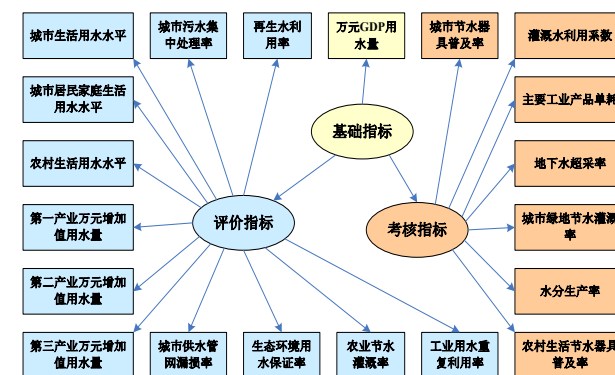 城市生活用水水平
城市污水集
中处理率
再生水利
用率
万元GDP用
水量
城市节水器
具普及率
灌溉水利用系数
城市居民家庭生活
用水水平
主要工业产品单耗
基础指标
农村生活用水水平
地下水超采率
第一产业万元增加
值用水量
评价指标
考核指标
城市绿地节水灌溉
率
第二产业万元增加
值用水量
水分生产率
第三产业万元增加
值用水量
城市供水管
网漏损率
生态环境用
水保证率
农业节水
灌溉率
工业用水重
复利用率
农村生活节水器具
普及率